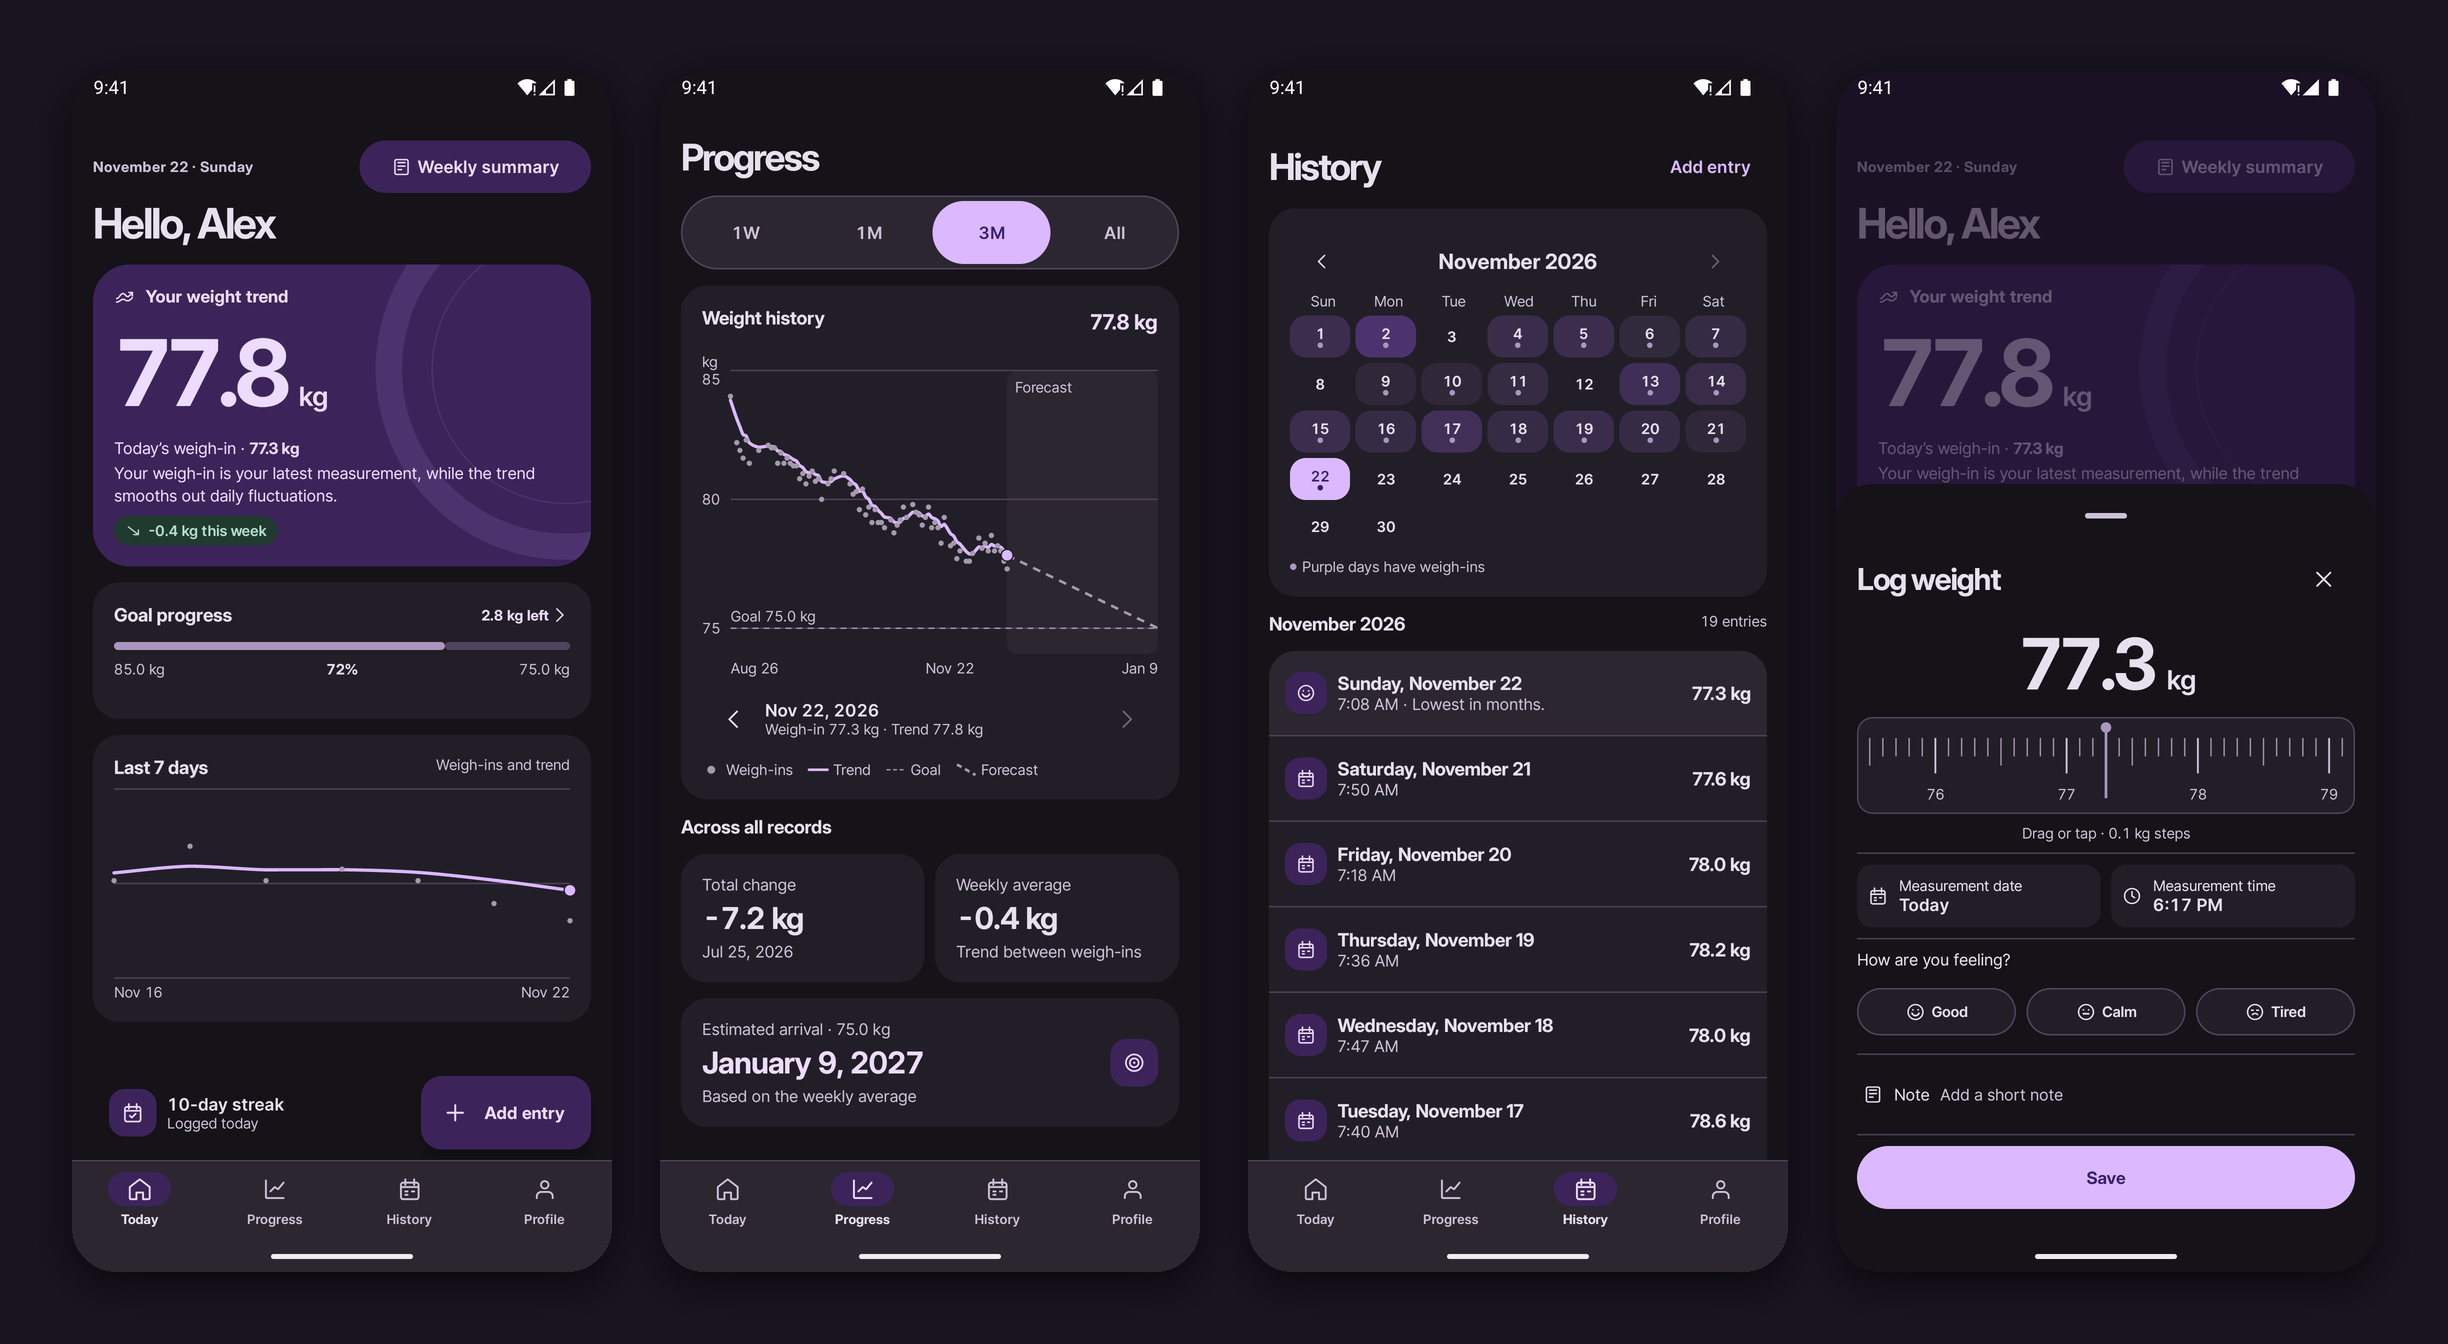 9:41
November 22 · Sunday
Weekly summary
Hello, Alex
Your weight trend
77.8 kg
Today's weigh-in · 77.3 kg
Your weigh-in is your latest measurement, while the trend
smooths out daily fluctuations.
-0.4 kg this week
Goal progress
2.8 kg left
85.0 kg
72%
75.0 kg
Last 7 days
Weigh-ins and trend
Nov 16
Nov 22
10-day streak
Logged today
Add entry
Today
Progress
History
Profile
9:41
Progress
1W
1M
3M
All
Weight history
77.8 kg
kg
85
Forecast
80
Goal 75.0 kg
75
Aug 26
Nov 22
Jan 9
Nov 22, 2026
Weigh-in 77.3 kg · Trend 77.8 kg
Weigh-ins
Trend
Goal
Forecast
Across all records
Total change
-7.2 kg
Jul 25, 2026
Weekly average
-0.4 kg
Trend between weigh-ins
Estimated arrival · 75.0 kg
January 9, 2027
Based on the weekly average
Today
Progress
History
Profile
9:41
History
Add entry
November 2026
Sun Mon Tue Wed Thu Fri Sat
1 2 3 4 5 6 7
8 9 10 11 12 13 14
15 16 17 18 19 20 21
22 23 24 25 26 27 28
29 30
Purple days have weigh-ins
November 2026
19 entries
Sunday, November 22
7:08 AM · Lowest in months.
77.3 kg
Saturday, November 21
7:50 AM
77.6 kg
Friday, November 20
7:18 AM
78.0 kg
Thursday, November 19
7:36 AM
78.2 kg
Wednesday, November 18
7:47 AM
78.0 kg
Tuesday, November 17
7:40 AM
78.6 kg
Today
Progress
History
Profile
9:41
November 22 · Sunday
Weekly summary
Hello, Alex
Your weight trend
77.8 kg
Today's weigh-in · 77.3 kg
Your weigh-in is your latest measurement, while the trend
Log weight
77.3 kg
76
77
78
79
Drag or tap · 0.1 kg steps
Measurement date
Today
Measurement time
6:17 PM
How are you feeling?
Good
Calm
Tired
Note
Add a short note
Save